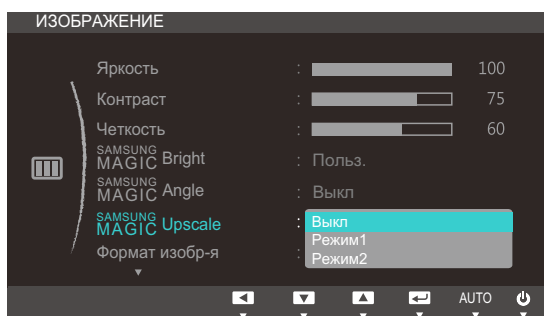 ИЗОБРАЖЕНИЕ
Яркость : 100
Контраст : 75
Четкость : 60
SAMSUNG MAGIC Bright : Польз.
SAMSUNG MAGIC Angle : Выкл
SAMSUNG MAGIC Upscale : Выкл
Режим1
Формат изобр-я : Режим2
AUTO